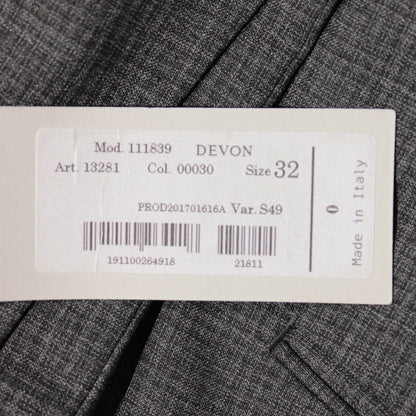 Mod. 111839 DEVON
Art. 13281 Col. 00030 Size 32
PROD201701616A Var. S49
191100264918 21811
0
Made in Italy